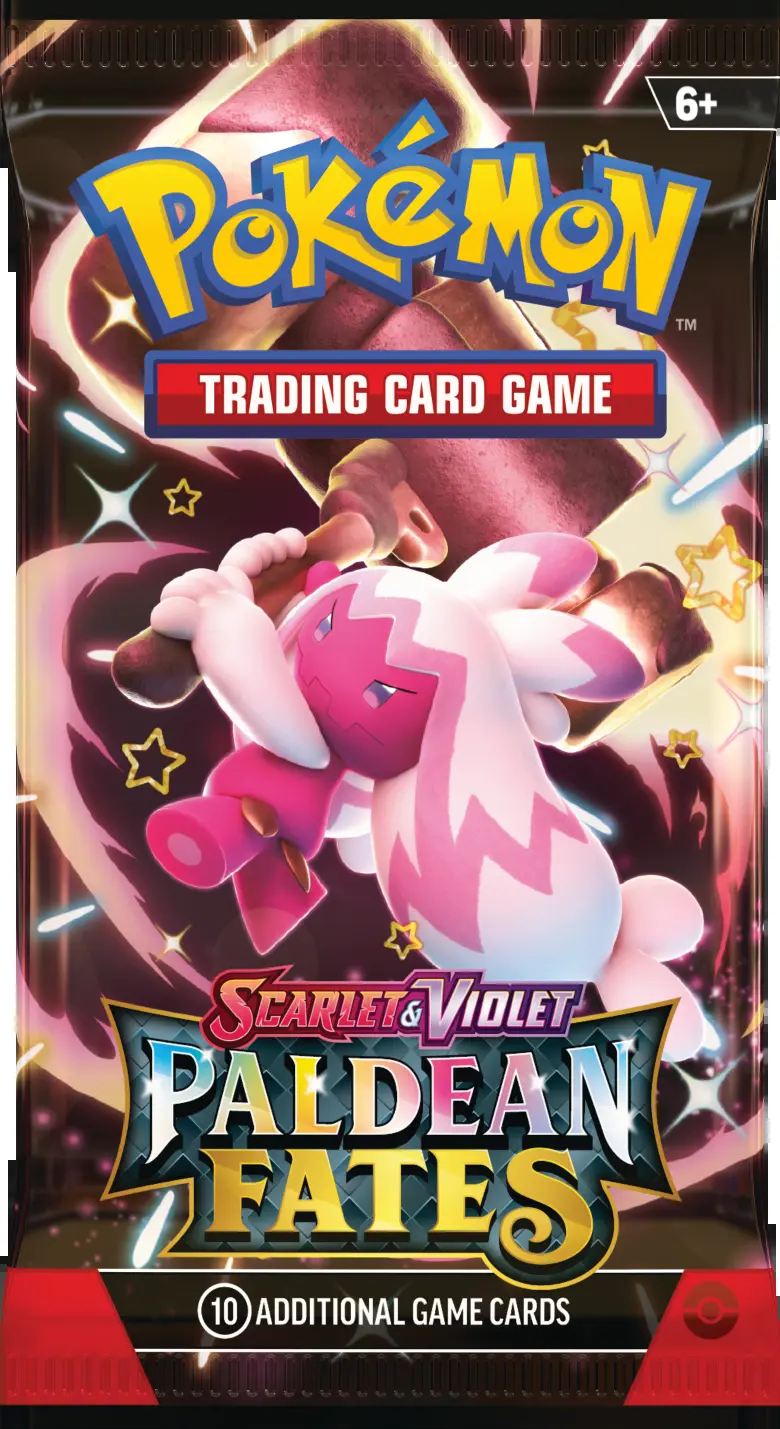 6+
POKéMON
TM
TRADING CARD GAME
SCARLET & VIOLET
PALDEAN
FATES
10 ADDITIONAL GAME CARDS